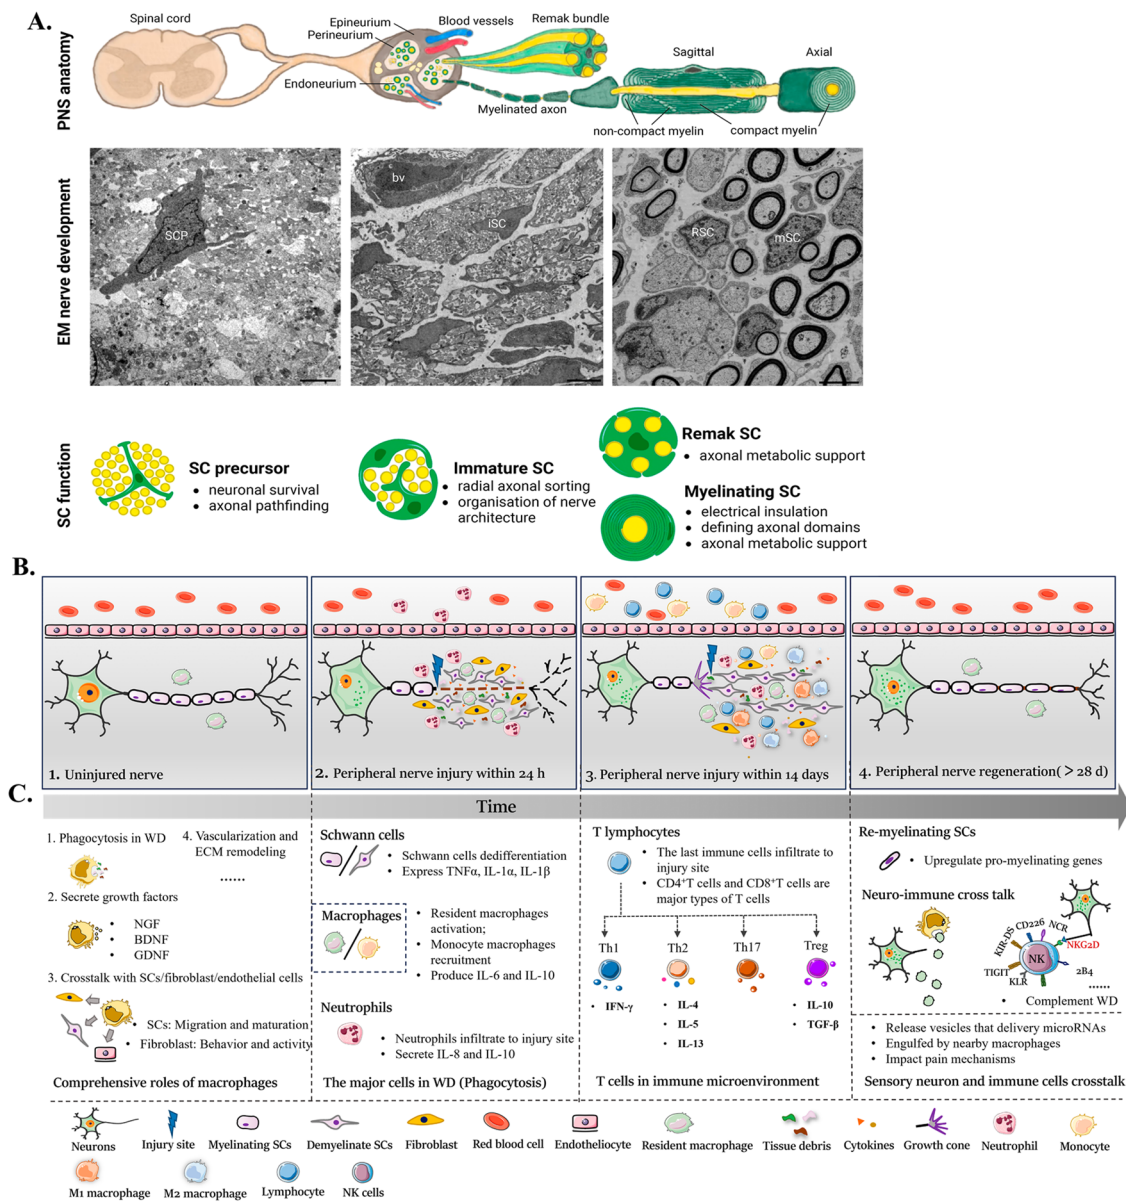 A.
PNS anatomy
Spinal cord
Epineurium
Perineurium
Endoneurium
Blood vessels
Remak bundle
Myelinated axon
Sagittal
Axial
non-compact myelin
compact myelin
EM nerve development
SCP
bv
iSC
RSC
mSC
SC function
SC precursor
• neuronal survival
• axonal pathfinding
Immature SC
• radial axonal sorting
• organisation of nerve
architecture
Remak SC
• axonal metabolic support
Myelinating SC
• electrical insulation
• defining axonal domains
• axonal metabolic support
B.
1. Uninjured nerve
2. Peripheral nerve injury within 24 h
3. Peripheral nerve injury within 14 days
4. Peripheral nerve regeneration( > 28 d)
C.
Time
1. Phagocytosis in WD
4. Vascularization and
ECM remodeling
......
2. Secrete growth factors
• NGF
• BDNF
• GDNF
3. Crosstalk with SCs/fibroblast/endothelial cells
• SCs: Migration and maturation
• Fibroblast: Behavior and activity
Comprehensive roles of macrophages
Schwann cells
• Schwann cells dedifferentiation
• Express TNFα, IL-1α, IL-1β
Macrophages
• Resident macrophages
activation;
• Monocyte macrophages
recruitment
• Produce IL-6 and IL-10
Neutrophils
• Neutrophils infiltrate to injury site
• Secrete IL-8 and IL-10
The major cells in WD (Phagocytosis)
T lymphocytes
• The last immune cells infiltrate to
injury site
• CD4⁺T cells and CD8⁺T cells are
major types of T cells
Th1
Th2
Th17
Treg
• IFN-γ
• IL-4
• IL-5
• IL-13
• IL-10
• TGF-β
T cells in immune microenvironment
Re-myelinating SCs
• Upregulate pro-myelinating genes
Neuro-immune cross talk
KIR-DS
CD226
NCR
NKG2D
NK
TIGIT
KLR
2B4
......
• Complement WD
• Release vesicles that delivery microRNAs
• Engulfed by nearby macrophages
• Impact pain mechanisms
Sensory neuron and immune cells crosstalk
Neurons
Injury site
Myelinating SCs
Demyelinate SCs
Fibroblast
Red blood cell
Endotheliocyte
Resident macrophage
Tissue debris
Cytokines
Growth cone
Neutrophil
Monocyte
M1 macrophage
M2 macrophage
Lymphocyte
NK cells